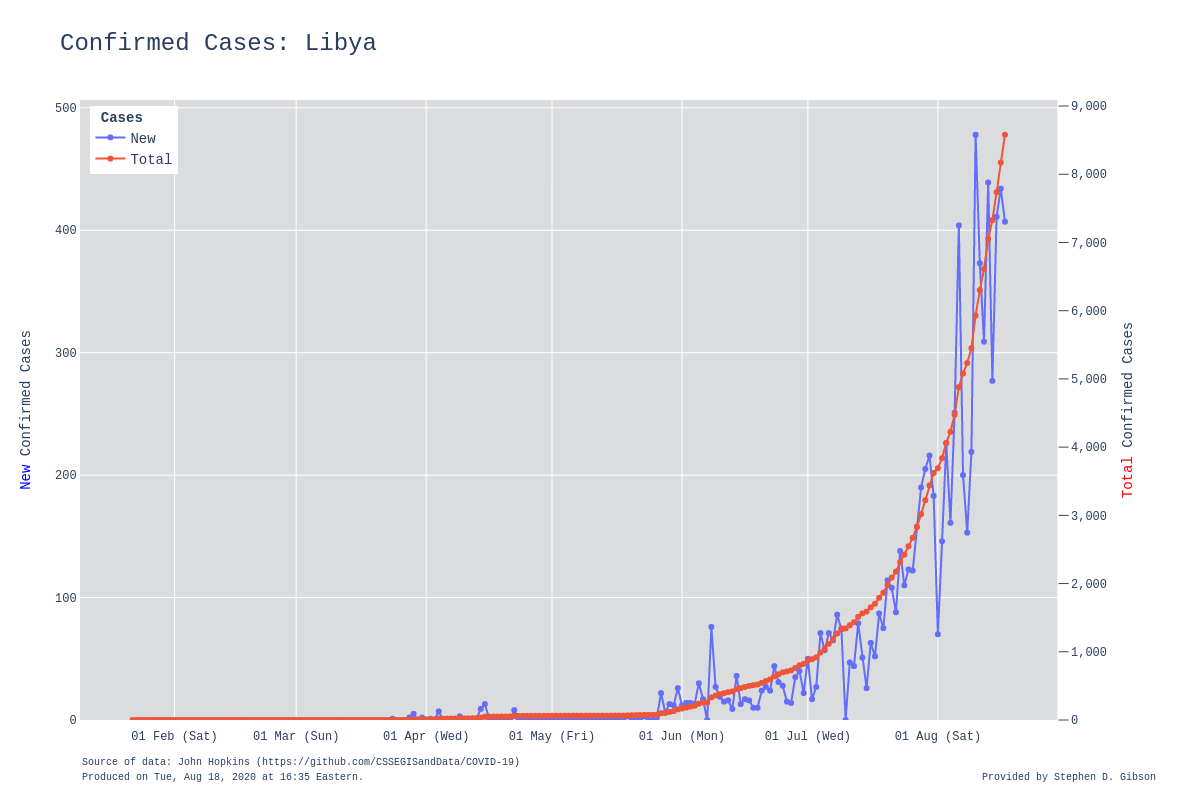 Confirmed Cases: Libya
Cases
New
Total
500
400
300
200
100
0
9,000
8,000
7,000
6,000
5,000
4,000
3,000
2,000
1,000
0
New Confirmed Cases
Total Confirmed Cases
01 Feb (Sat)
01 Mar (Sun)
01 Apr (Wed)
01 May (Fri)
01 Jun (Mon)
01 Jul (Wed)
01 Aug (Sat)
Source of data: John Hopkins (https://github.com/CSSEGISandData/COVID-19)
Produced on Tue, Aug 18, 2020 at 16:35 Eastern.
Provided by Stephen D. Gibson